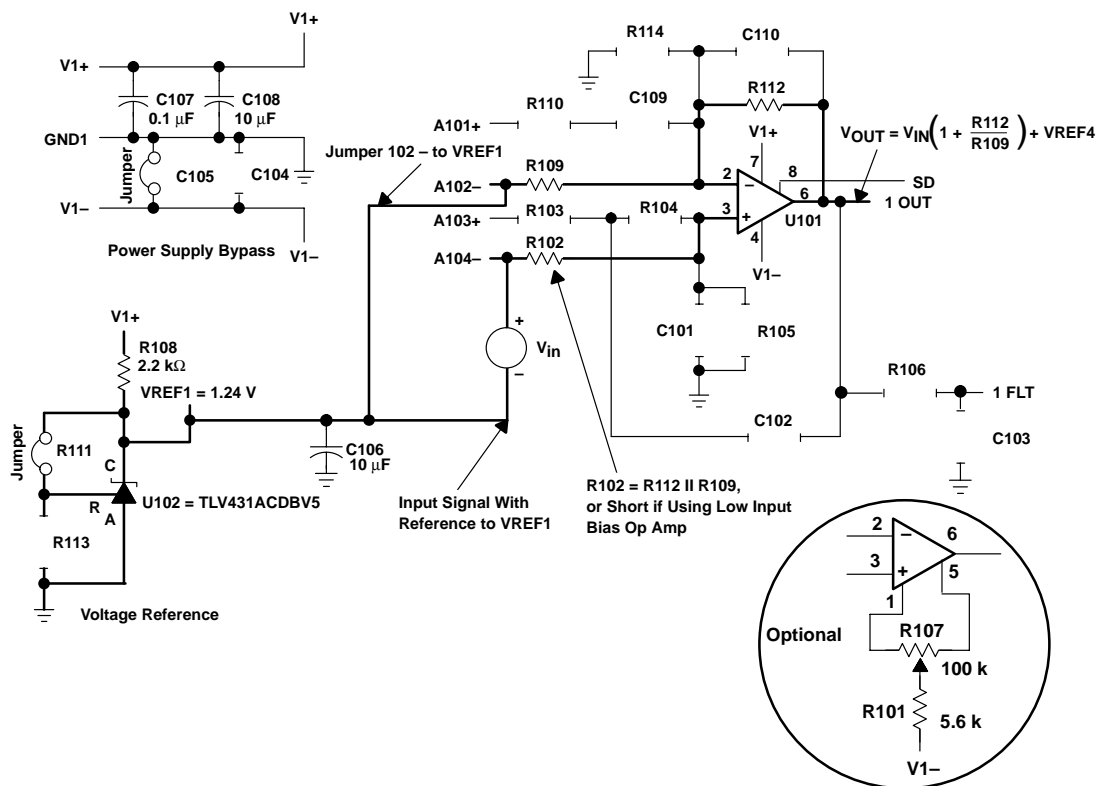 V1+
V1+
C107
0.1 μF
C108
10 μF
GND1
Jumper
C105
C104
V1–
V1–
Power Supply Bypass
R114
C110
R112
R110
C109
A101+
Jumper 102 – to VREF1
R109
A102–
A103+
R103
R104
R102
A104–
V1+
7
2
–
3
+
8
6
U101
4
V1–
SD
1 OUT
VOUT = VIN(1 + R112/R109) + VREF4
C101
R105
+
Vin
–
R106
1 FLT
C102
C103
V1+
R108
2.2 kΩ
VREF1 = 1.24 V
Jumper
R111
C
R
A
U102 = TLV431ACDBV5
R113
Voltage Reference
C106
10 μF
Input Signal With
Reference to VREF1
R102 = R112 II R109,
or Short if Using Low Input
Bias Op Amp
2
–
6
3
+
5
1
Optional
R107
100 k
R101
5.6 k
V1–